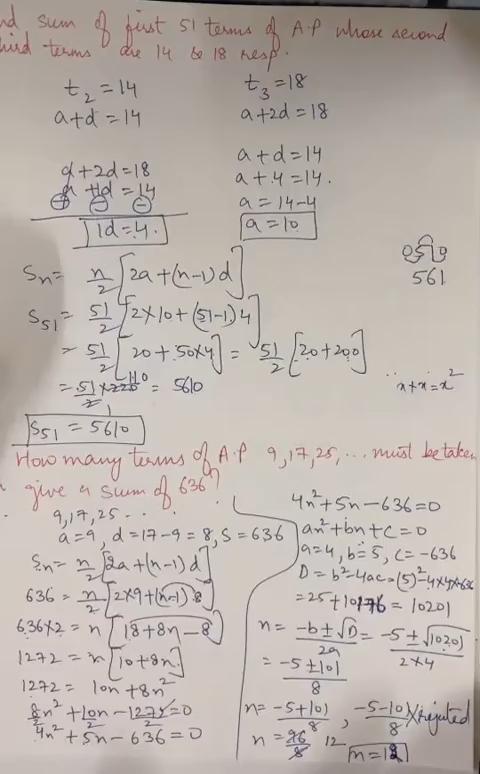 nd sum of first 51 terms of A.P whose second
hird terms are 14 & 18 resp.
t₂ = 14
a+d = 14
t₃ = 18
a+2d = 18
a + 2d = 18
a + 1d = 14
1d = 4.
a+d = 14
a + 4 = 14.
a = 14-4
a = 10
Sn = n/2 [2a + (n-1) d]
S₅₁ = 51/2 [2×10 + (51-1) 4]
= 51/2 [20 + 50×4] = 51/2 [20+200]
= 51/2 × 220 110 = 5610
S₅₁ = 5610
561
x+x = x²
How many terms of A.P 9, 17, 25, ... must be taken
give a sum of 636?
9, 17, 25 - - .
a = 9, d = 17-9 = 8, S = 636
Sn = n/2 [2a + (n-1) d]
636 = n/2 [2×9 + (n-1) 8]
636×2 = n [18 + 8n - 8]
1272 = n [10 + 8n]
1272 = 10n + 8n²
8n²/2 + 10n/2 - 1272/2 = 0
4n² + 5n - 636 = 0
4n² + 5n - 636 = 0
an² + bn + c = 0
a = 4, b = 5, c = -636
D = b² - 4ac = (5)² - 4×4×636
= 25 + 10176 = 10201
n = -b ± √D/2a = -5 ± √10201/2×4
= -5 ± 101/8
n = -5+101/8 , -5-101/8 × rejected
n = 96/8 12
n = 12